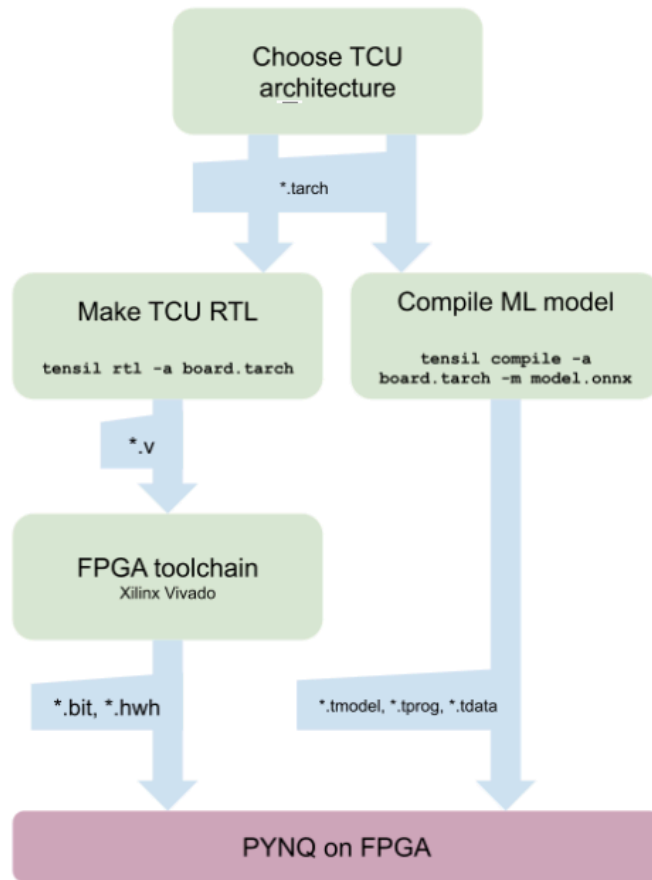 Choose TCU
architecture
*.tarch
Make TCU RTL
tensil rtl -a board.tarch
Compile ML model
tensil compile -a
board.tarch -m model.onnx
*.v
FPGA toolchain
Xilinx Vivado
*.bit, *.hwh
*.tmodel, *.tprog, *.tdata
PYNQ on FPGA